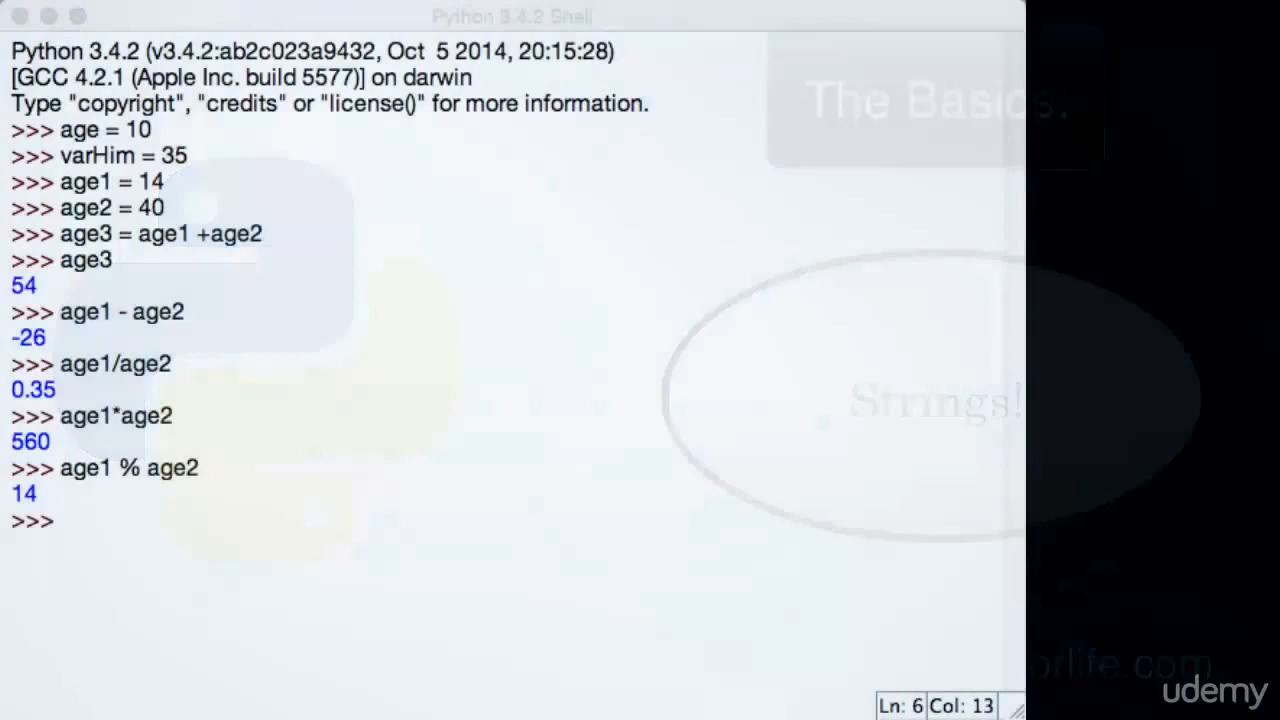 Python 3.4.2 Shell
Python 3.4.2 (v3.4.2:ab2c023a9432, Oct  5 2014, 20:15:28)
[GCC 4.2.1 (Apple Inc. build 5577)] on darwin
Type "copyright", "credits" or "license()" for more information.
>>> age = 10
>>> varHim = 35
>>> age1 = 14
>>> age2 = 40
>>> age3 = age1 +age2
>>> age3
54
>>> age1 - age2
-26
>>> age1/age2
0.35
>>> age1*age2
560
>>> age1 % age2
14
>>>
The Basics:
Strings!
Ln: 6 Col: 13
udemy